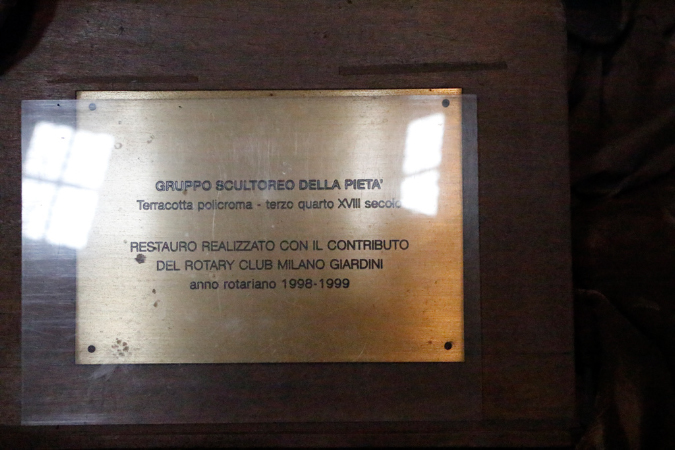 GRUPPO SCULTOREO DELLA PIETA'
Terracotta policroma - terzo quarto XVIII secolo
RESTAURO REALIZZATO CON IL CONTRIBUTO
DEL ROTARY CLUB MILANO GIARDINI
anno rotariano 1998-1999